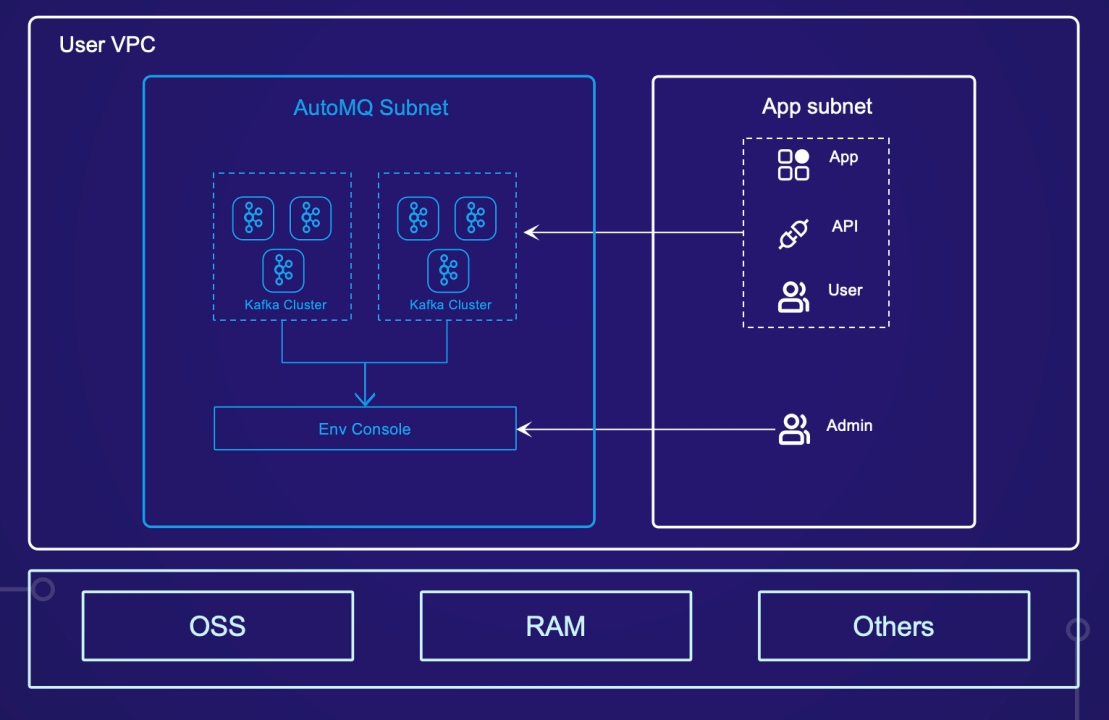 User VPC
AutoMQ Subnet
App subnet
App
API
User
Kafka Cluster
Kafka Cluster
Env Console
Admin
OSS
RAM
Others